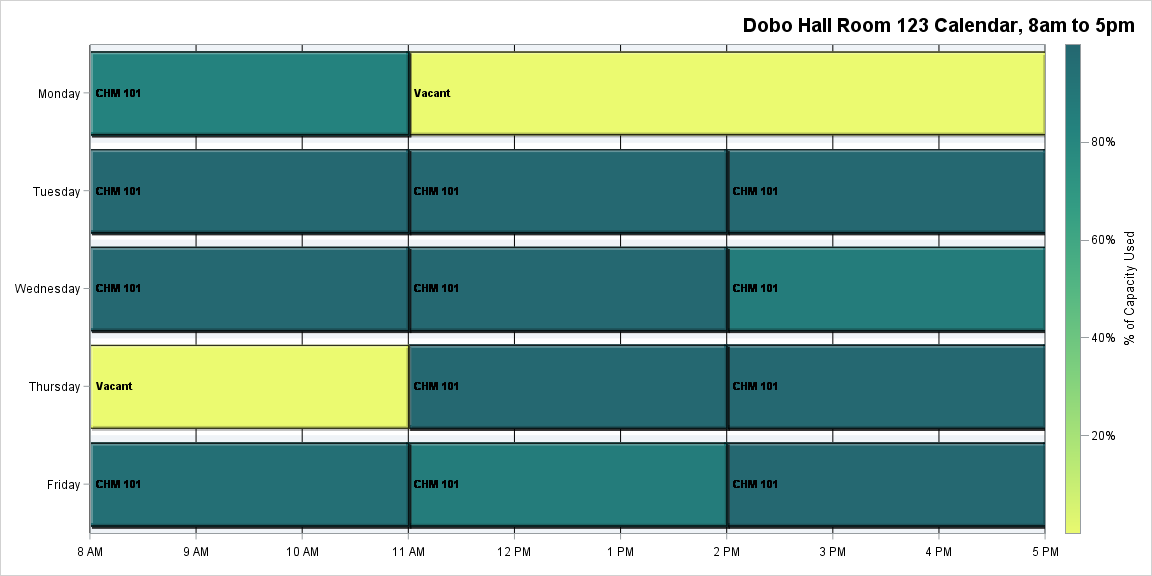 Dobo Hall Room 123 Calendar, 8am to 5pm
Monday
CHM 101
Vacant
Tuesday
CHM 101
CHM 101
CHM 101
Wednesday
CHM 101
CHM 101
CHM 101
Thursday
Vacant
CHM 101
CHM 101
Friday
CHM 101
CHM 101
CHM 101
8 AM
9 AM
10 AM
11 AM
12 PM
1 PM
2 PM
3 PM
4 PM
5 PM
80%
60%
40%
20%
% of Capacity Used